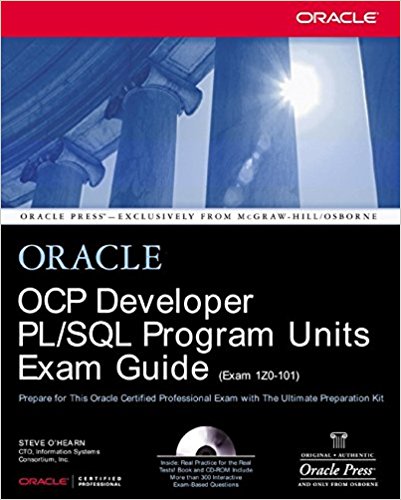 ORACLE
ORACLE PRESS—EXCLUSIVELY FROM McGRAW-HILL/OSBORNE
ORACLE
OCP Developer
PL/SQL Program Units
Exam Guide (Exam 1Z0-101)
Prepare for This Oracle Certified Professional Exam with The Ultimate Preparation Kit
STEVE O'HEARN
CTO, Information Systems
Consortium, Inc.
ORACLE CERTIFIED PROFESSIONAL
Inside: Real Practice for the Real
Tests! Book and CD-ROM Include
More than 300 Interactive
Exam-Based Questions
ORIGINAL • AUTHENTIC
Oracle Press™
AND ONLY FROM OSBORNE